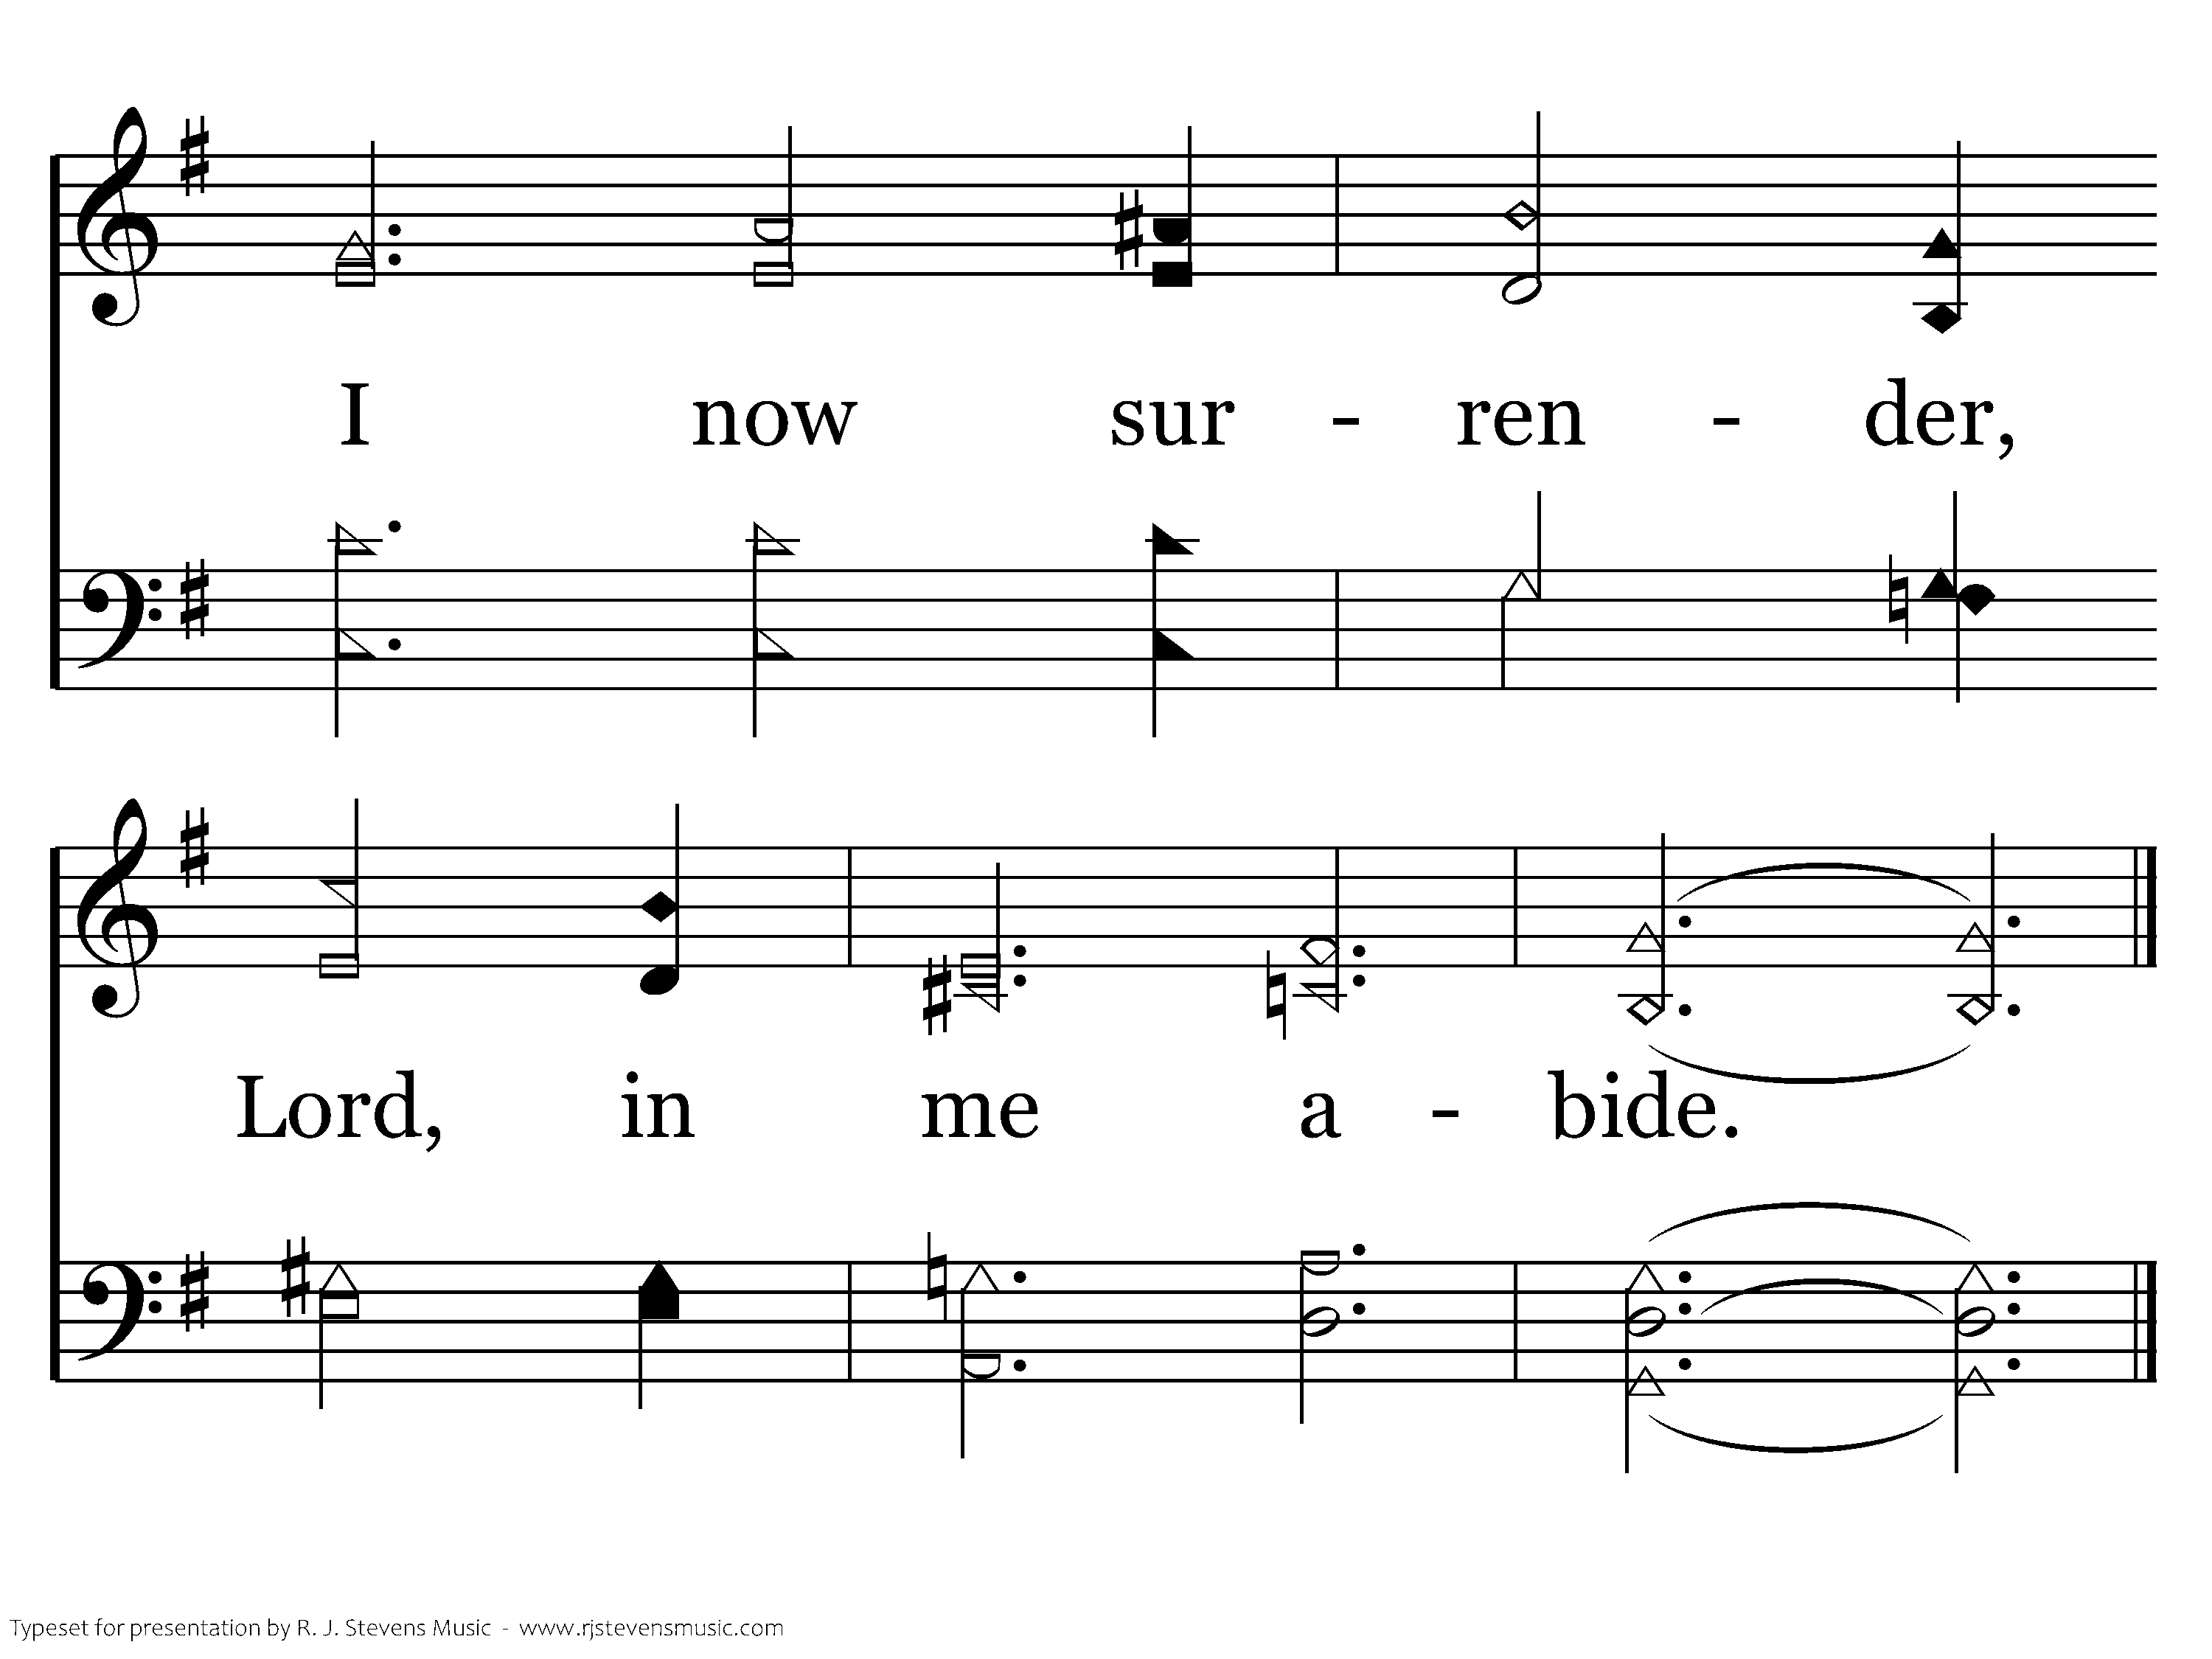 I now sur - ren - der,
Lord, in me a - bide.
Typeset for presentation by R. J. Stevens Music - www.rjstevensmusic.com